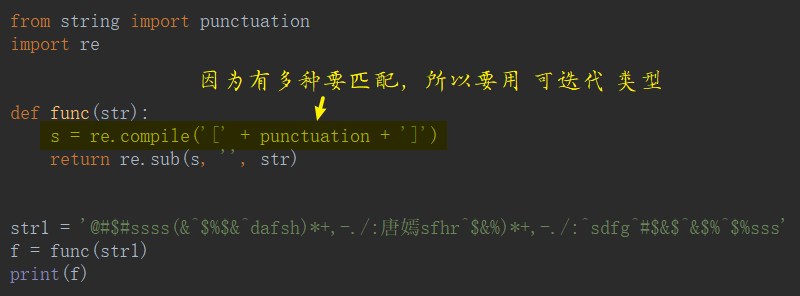 from string import punctuation
import re
因为有多种要匹配，所以要用 可迭代 类型
def func(str):
    s = re.compile('[' + punctuation + ']')
    return re.sub(s, '', str)
str1 = '@#$#ssss(&^$%$&^dafsh)*+,-./:唐嫣sfhr^$&%)*+,-./:^sdfg^#$&$^&$%^$%sss'
f = func(str1)
print(f)